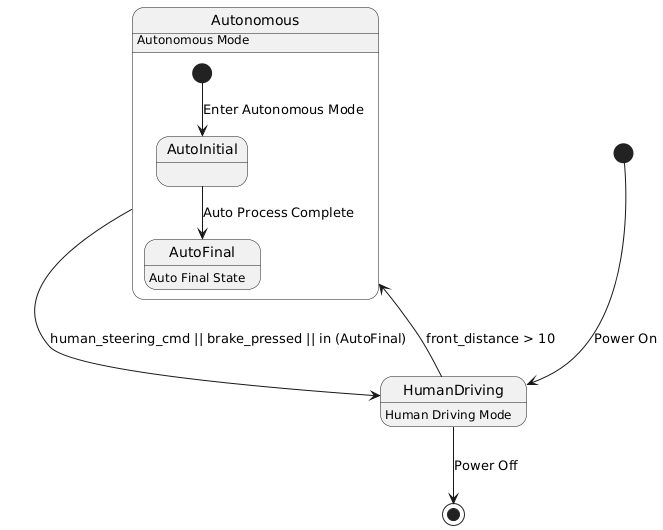 Autonomous
Autonomous Mode
Enter Autonomous Mode
AutoInitial
Auto Process Complete
AutoFinal
Auto Final State
human_steering_cmd || brake_pressed || in (AutoFinal)
front_distance > 10
Power On
HumanDriving
Human Driving Mode
Power Off